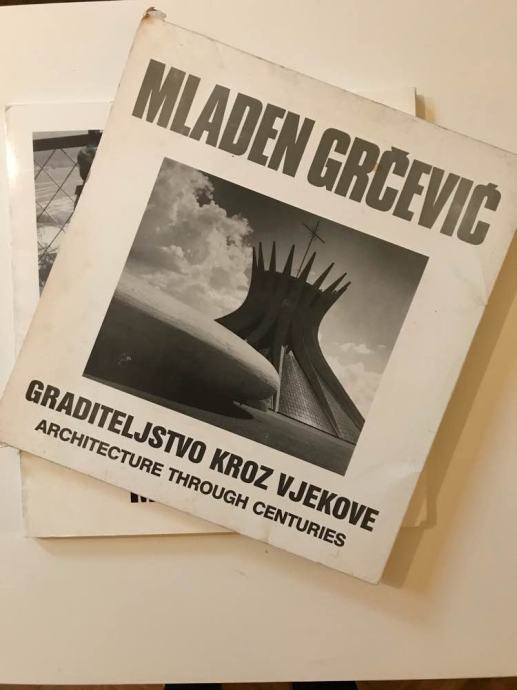 MLADEN GRČEVIĆ
GRADITELJSTVO KROZ VJEKOVE
ARCHITECTURE THROUGH CENTURIES